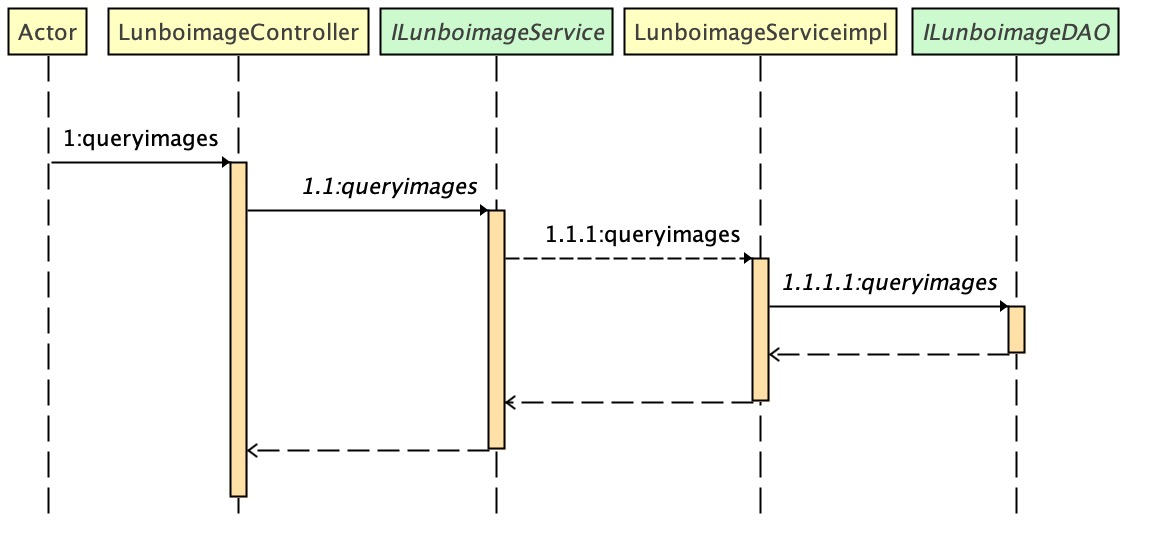 Actor
LunboimageController
ILunboimageService
LunboimageServiceimpl
ILunboimageDAO
1:queryimages
1.1:queryimages
1.1.1:queryimages
1.1.1.1:queryimages